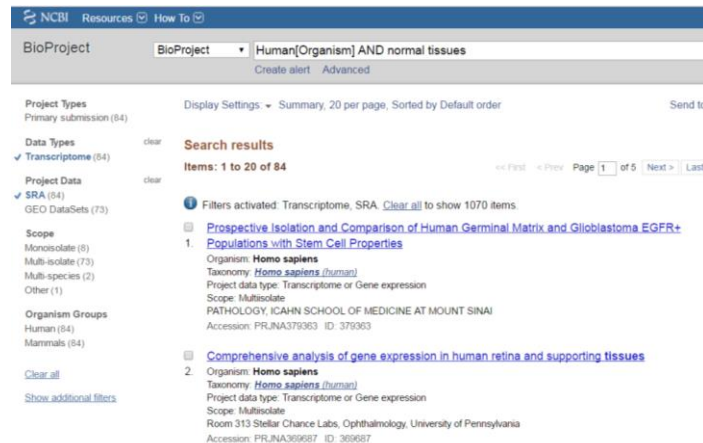 NCBI Resources How To
BioProject BioProject Human[Organism] AND normal tissues
Create alert Advanced
Project Types
Primary submission (84)
Data Types clear
Transcriptome (84)
Project Data clear
SRA (84)
GEO DataSets (73)
Scope
Monoisolate (8)
Multi-isolate (73)
Multi-species (2)
Other (1)
Organism Groups
Human (84)
Mammals (84)
Clear all
Show additional filters
Display Settings: Summary, 20 per page, Sorted by Default order Send to
Search results
Items: 1 to 20 of 84 << First < Prev Page 1 of 5 Next > Last
Filters activated: Transcriptome, SRA. Clear all to show 1070 items.
Prospective Isolation and Comparison of Human Germinal Matrix and Glioblastoma EGFR+
1. Populations with Stem Cell Properties
Organism: Homo sapiens
Taxonomy: Homo sapiens (human)
Project data type: Transcriptome or Gene expression
Scope: Multiisolate
PATHOLOGY, ICAHN SCHOOL OF MEDICINE AT MOUNT SINAI
Accession: PRJNA379363 ID: 379363
Comprehensive analysis of gene expression in human retina and supporting tissues
2. Organism: Homo sapiens
Taxonomy: Homo sapiens (human)
Project data type: Transcriptome or Gene expression
Scope: Multiisolate
Room 313 Stellar Chance Labs, Ophthalmology, University of Pennsylvania
Accession: PRJNA369687 ID: 369687